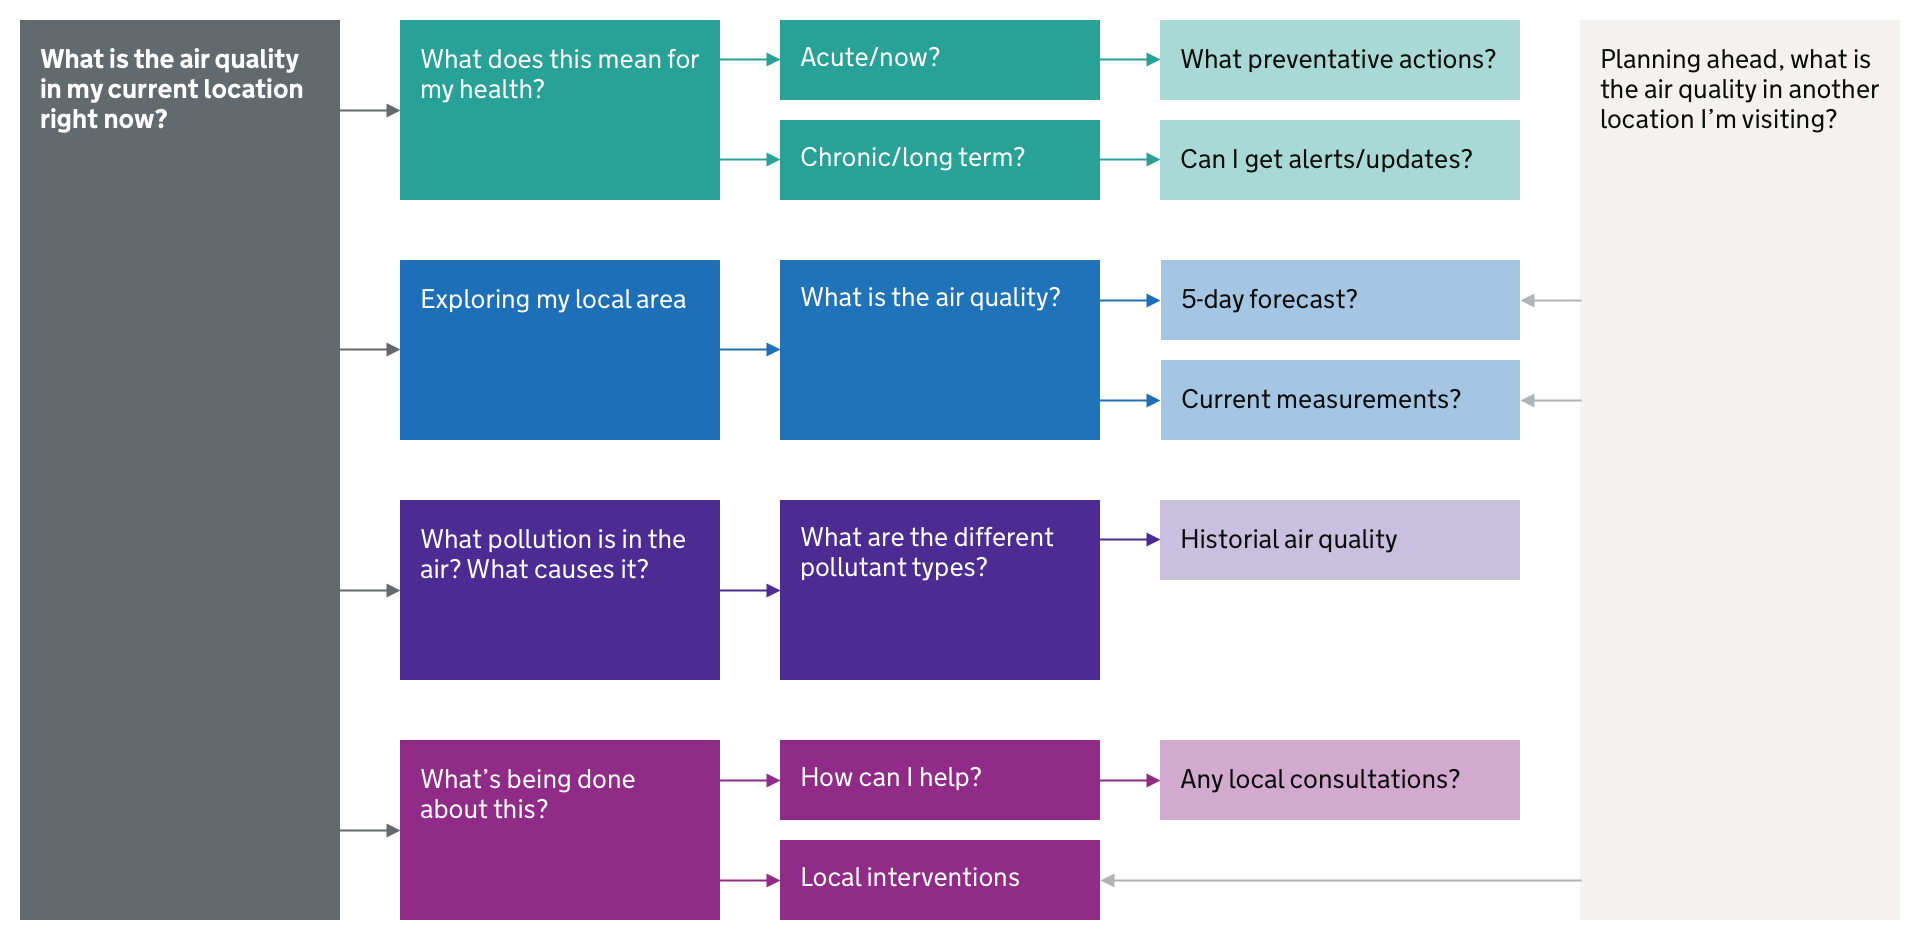 What is the air quality
in my current location
right now?
What does this mean for
my health?
Acute/now?
What preventative actions?
Chronic/long term?
Can I get alerts/updates?
Exploring my local area
What is the air quality?
5-day forecast?
Current measurements?
What pollution is in the
air? What causes it?
What are the different
pollutant types?
Historial air quality
What’s being done
about this?
How can I help?
Any local consultations?
Local interventions
Planning ahead, what is
the air quality in another
location I’m visiting?